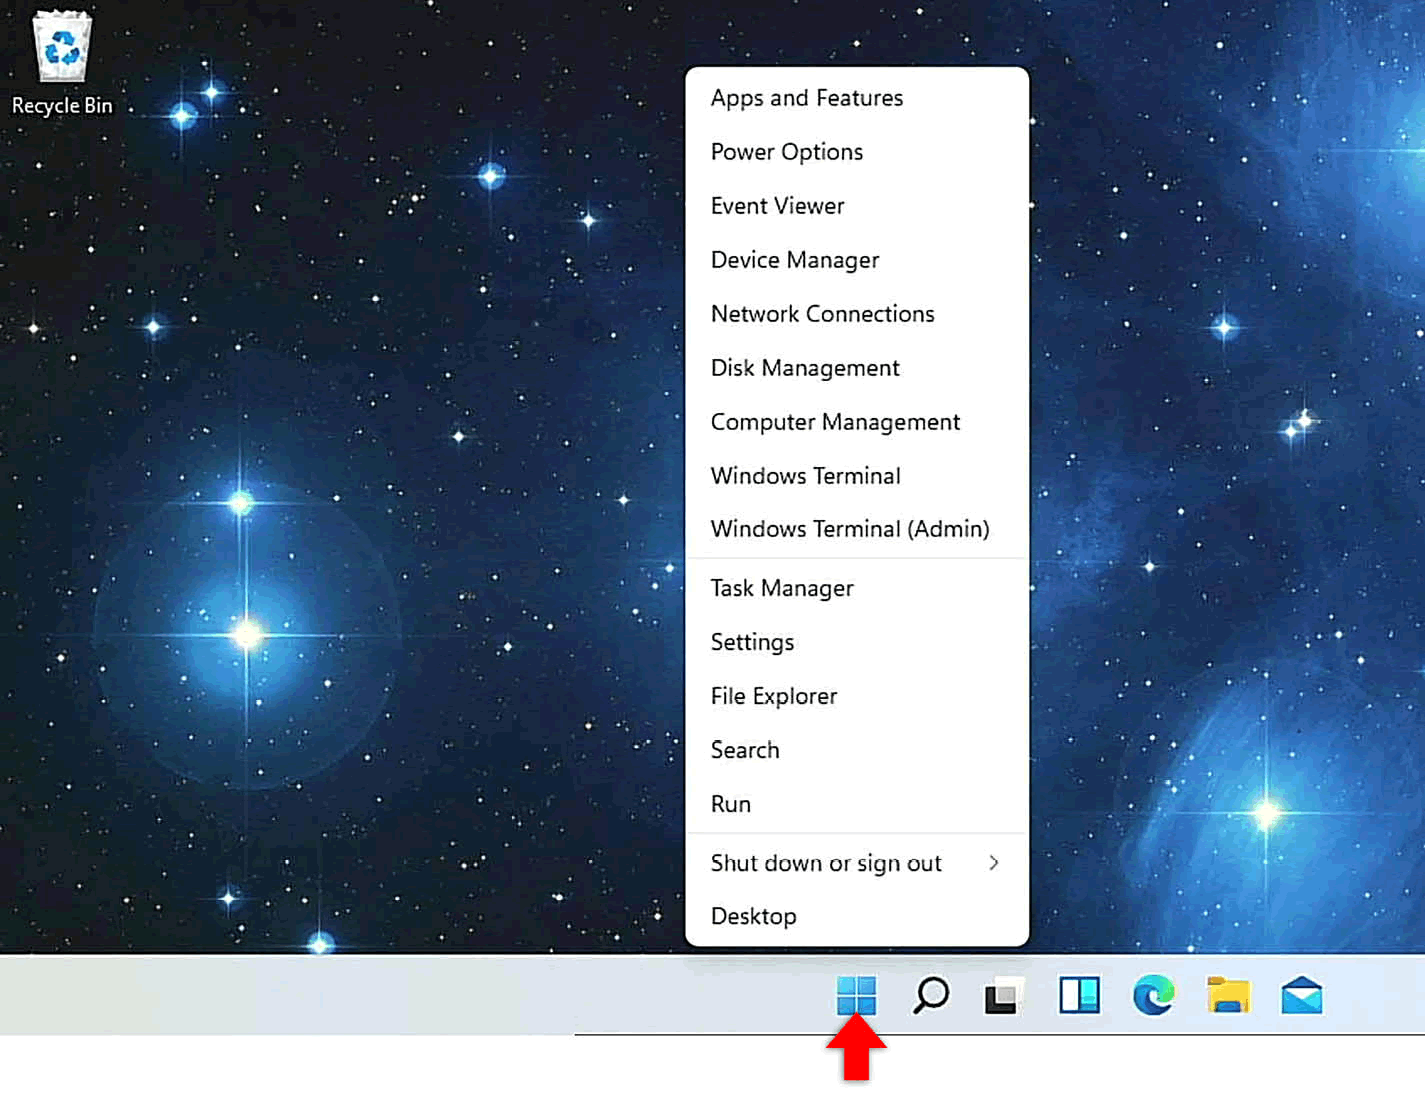 Recycle Bin
Apps and Features
Power Options
Event Viewer
Device Manager
Network Connections
Disk Management
Computer Management
Windows Terminal
Windows Terminal (Admin)
Task Manager
Settings
File Explorer
Search
Run
Shut down or sign out
Desktop